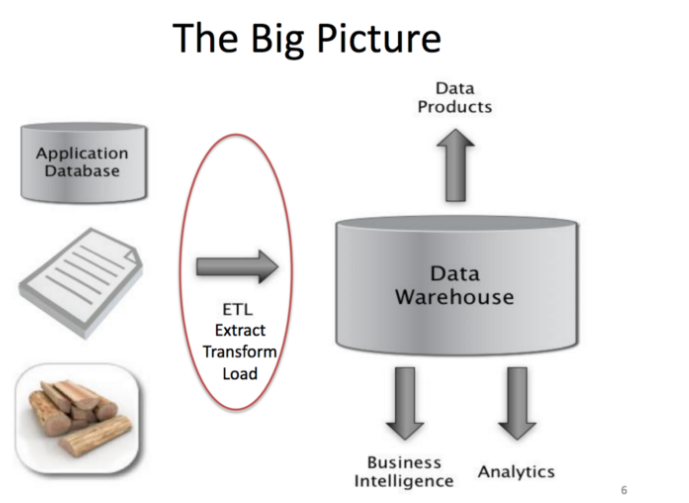 The Big Picture
Data
Products
Application
Database
Data
Warehouse
ETL
Extract
Transform
Load
Business
Intelligence
Analytics
6